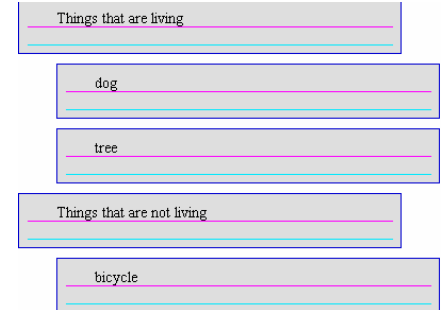 Things that are living
dog
tree
Things that are not living
bicycle